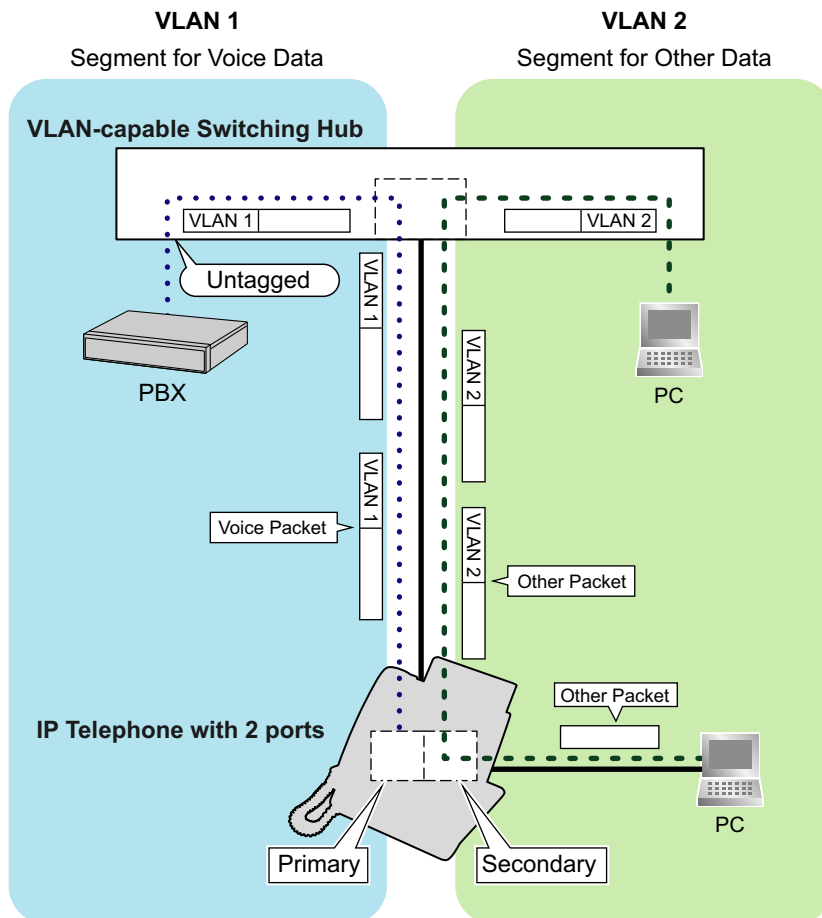 VLAN 1
Segment for Voice Data
VLAN 2
Segment for Other Data
VLAN-capable Switching Hub
VLAN 1
VLAN 2
Untagged
VLAN 1
PBX
VLAN 2
PC
VLAN 1
Voice Packet
VLAN 2
Other Packet
IP Telephone with 2 ports
Other Packet
PC
Primary
Secondary